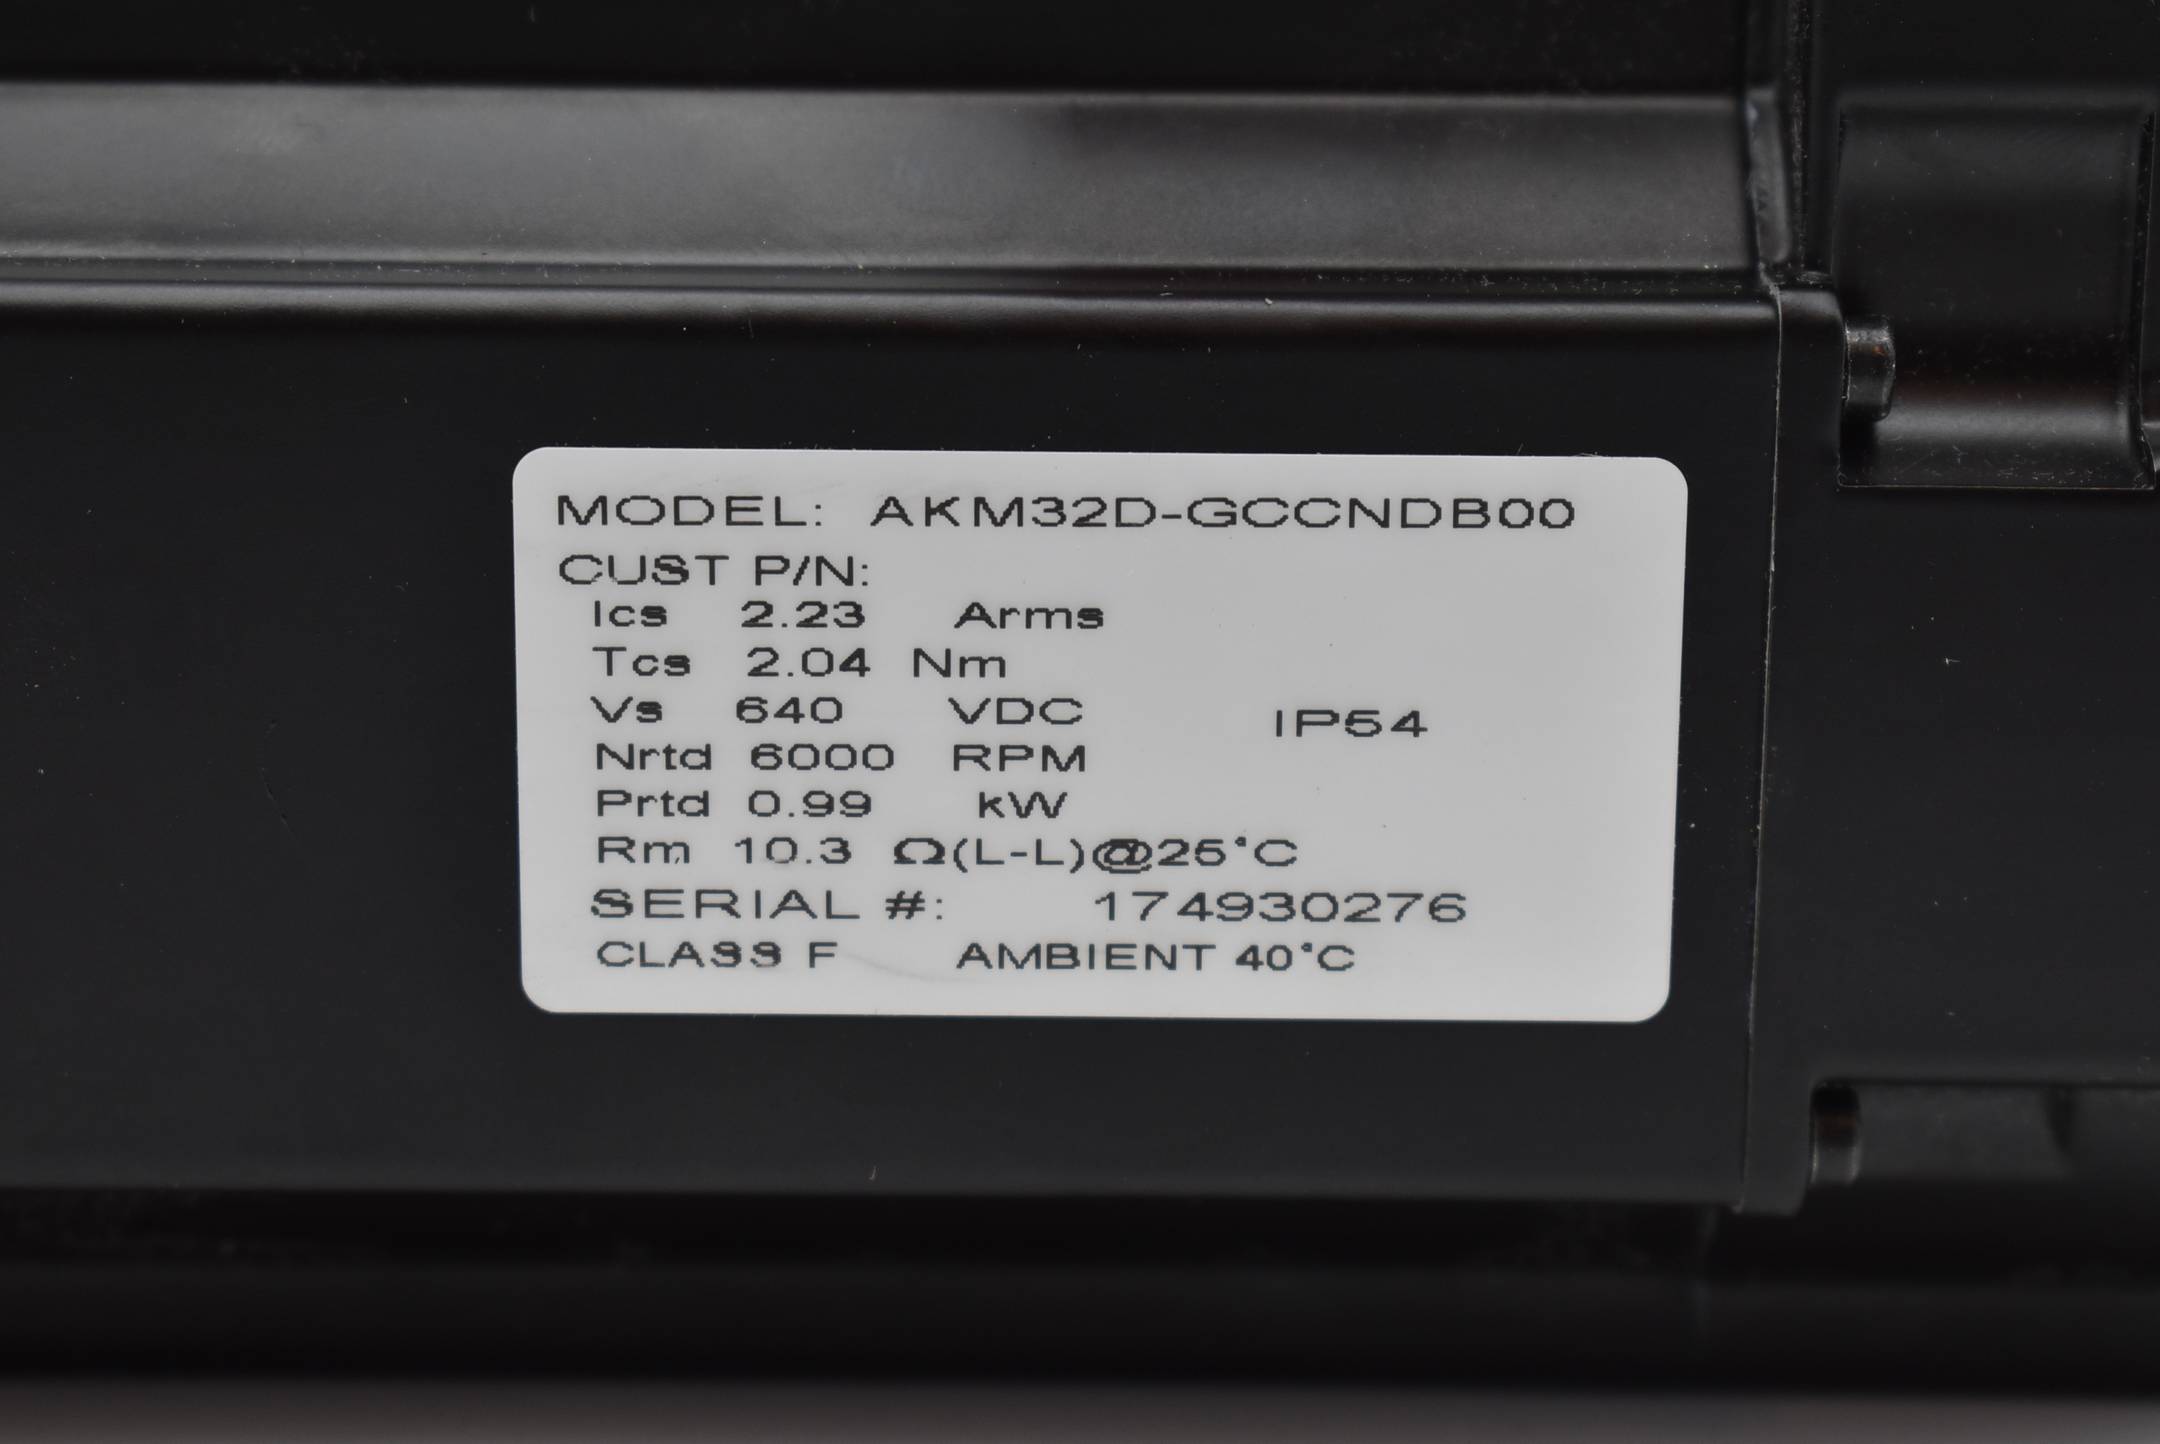 MODEL: AKM32D-GCCNDB00
CUST P/N:
Ics 2.23 Arms
Tcs 2.04 Nm
Vs 640 VDC IP54
Nrtd 6000 RPM
Prtd 0.99 kW
Rm 10.3 Ω(L-L)@25°C
SERIAL #: 174930276
CLASS F AMBIENT 40°C